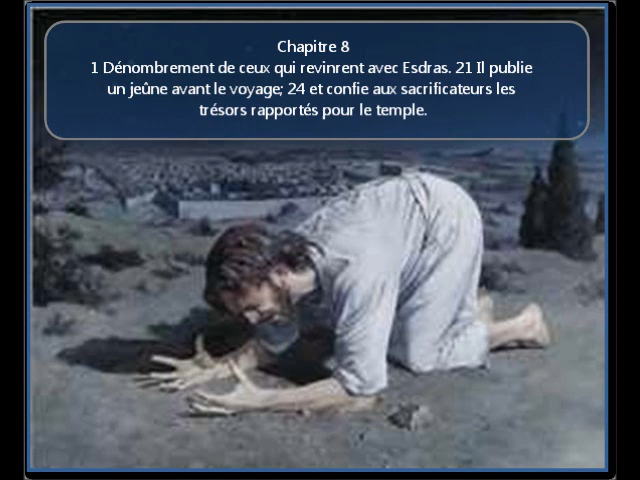 Chapitre 8
1 Dénombrement de ceux qui revinrent avec Esdras. 21 Il publie
un jeûne avant le voyage; 24 et confie aux sacrificateurs les
trésors rapportés pour le temple.